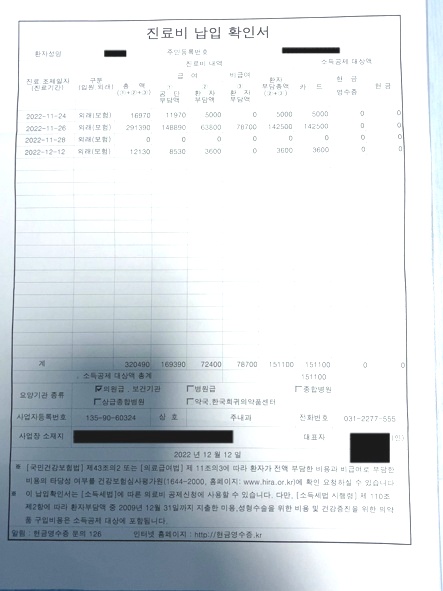 진료비 납입 확인서
환자성명 주민등록번호
진료비 내역 소득공제 대상액
진료·조제일자 (진료기간) 구분 (입원·외래) 총 액 (1+2+3) 급 여 1 공 단 부담액 2 환 자 부담액 비급여 3 환 자 부담액 환자 부담총액 (2+3) 카 드 현 금 영수증 현 금
2022-11-24 외래(보험) 16970 11970 5000 0 5000 5000 0 0
2022-11-26 외래(보험) 291390 148890 63800 78700 142500 142500 0 0
2022-11-28 외래(보험) 0 0 0 0 0 0 0 0
2022-12-12 외래(보험) 12130 8530 3600 0 3600 3600 0 0
계 320490 169390 72400 78700 151100 151100 0 0
소득공제 대상액 총계 151100
요양기관 종류 의원급, 보건기관 병원급 종합병원
상급종합병원 약국,한국희귀의약품센터
사업자등록번호 135-90-60324 상 호 주내과 전화번호 031-2277-555
사업장 소재지 대표자 인)
2022 년 12 월 12 일
※ [국민건강보험법] 제43조의2 또는 [의료급여법] 제 11조의3에 따라 환자가 전액 부담한 비용과 비급여로 부담한
비용의 타당성 여부를 건강보험심사평가원(1644-2000, 홈페이지: www.hira.or.kr)에 확인 요청하실 수 있습니다.
※ 이 납입확인서는 [소득세법]에 따른 의료비 공제신청에 사용할 수 있습니다. 다만, [소득세법 시행령] 제 110조
제2항에 따라 환자부담액 중 2009년 12월 31일까지 지출한 미용,성형수술을 위한 비용 및 건강증진을 위한 의약
품 구입비용은 소득공제 대상에 포함됩니다.
알림 : 현금영수증 문의 126 인터넷 홈페이지 : http://현금영수증.kr